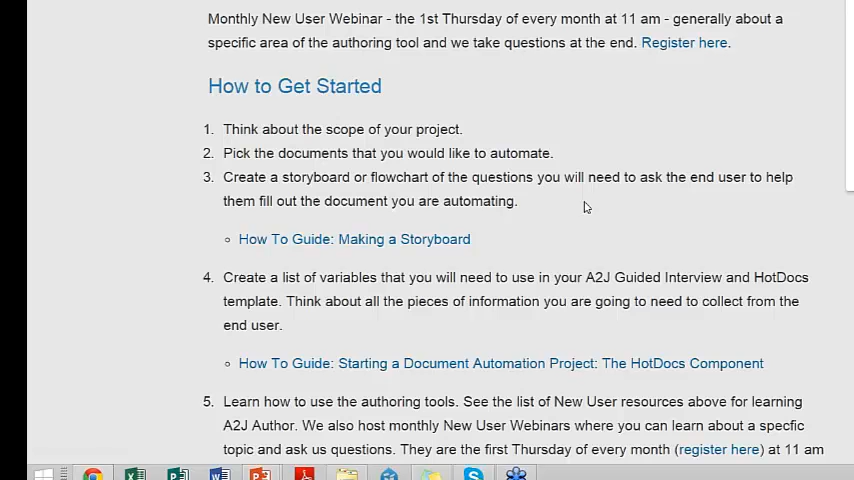 Monthly New User Webinar - the 1st Thursday of every month at 11 am - generally about a
specific area of the authoring tool and we take questions at the end. Register here.
How to Get Started
1. Think about the scope of your project.
2. Pick the documents that you would like to automate.
3. Create a storyboard or flowchart of the questions you will need to ask the end user to help
them fill out the document you are automating.
How To Guide: Making a Storyboard
4. Create a list of variables that you will need to use in your A2J Guided Interview and HotDocs
template. Think about all the pieces of information you are going to need to collect from the
end user.
How To Guide: Starting a Document Automation Project: The HotDocs Component
5. Learn how to use the authoring tools. See the list of New User resources above for learning
A2J Author. We also host monthly New User Webinars where you can learn about a specfic
topic and ask us questions. They are the first Thursday of every month (register here) at 11 am